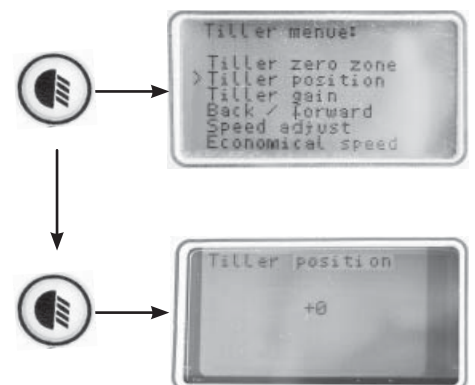 Tiller menue:
Tiller zero zone
>Tiller position
Tiller gain
Back / forward
Speed adjust
Economical speed
Tiller position
+0